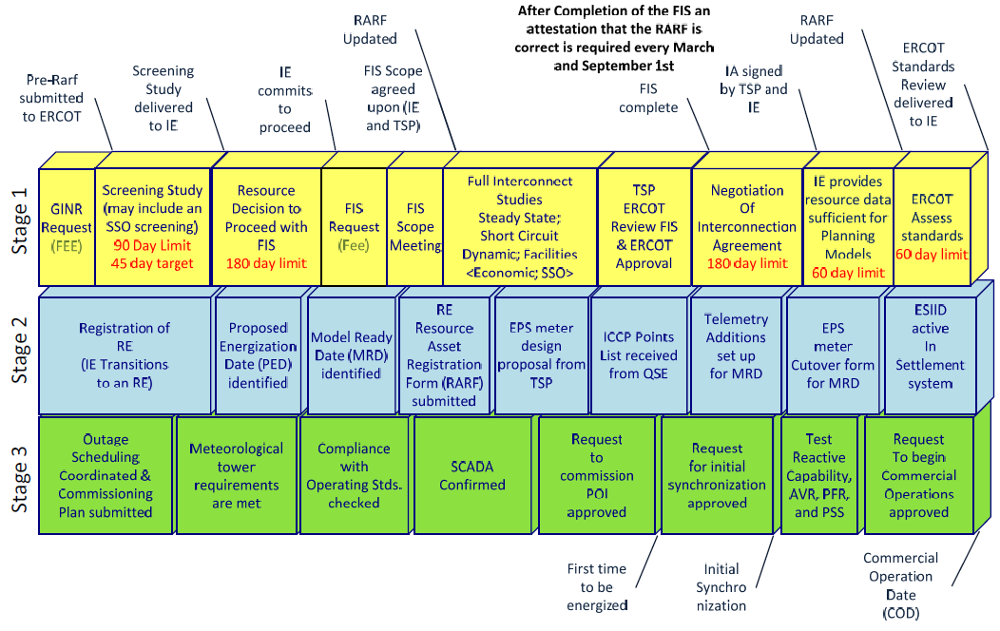 After Completion of the FIS an
attestation that the RARF is
correct is required every March
and September 1st
Pre-Rarf
submitted
to ERCOT
Screening
Study
delivered
to IE
IE
commits
to
proceed
RARF
Updated
FIS Scope
agreed
upon (IE
and TSP)
FIS
complete
IA signed
by TSP and
IE
RARF
Updated
ERCOT
Standards
Review
delivered
to IE
Stage 1
GINR
Request
(FEE)
Screening Study
(may include an
SSO screening)
90 Day Limit
45 day target
Resource
Decision to
Proceed with
FIS
180 day limit
FIS
Request
(Fee)
FIS
Scope
Meeting
Full Interconnect
Studies
Steady State;
Short Circuit
Dynamic; Facilities
<Economic; SSO>
TSP
ERCOT
Review FIS
& ERCOT
Approval
Negotiation
Of
Interconnection
Agreement
180 day limit
IE provides
resource data
sufficient for
Planning
Models
60 day limit
ERCOT
Assess
standards
60 day limit
Stage 2
Registration of
RE
(IE Transitions
to an RE)
Proposed
Energization
Date (PED)
identified
Model Ready
Date (MRD)
identified
RE
Resource
Asset
Registration
Form (RARF)
submitted
EPS meter
design
proposal from
TSP
ICCP Points
List received
from QSE
Telemetry
Additions
set up
for MRD
EPS
meter
Cutover form
for MRD
ESIID
active
In
Settlement
system
Stage 3
Outage
Scheduling
Coordinated &
Commissioning
Plan submitted
Meteorological
tower
requirements
are met
Compliance
with
Operating Stds.
checked
SCADA
Confirmed
Request
to
commission
POI
approved
Request
for initial
synchronization
approved
Test
Reactive
Capability,
AVR, PFR,
and PSS
Request
To begin
Commercial
Operations
approved
First time
to be
energized
Initial
Synchro
nization
Commercial
Operation
Date
(COD)